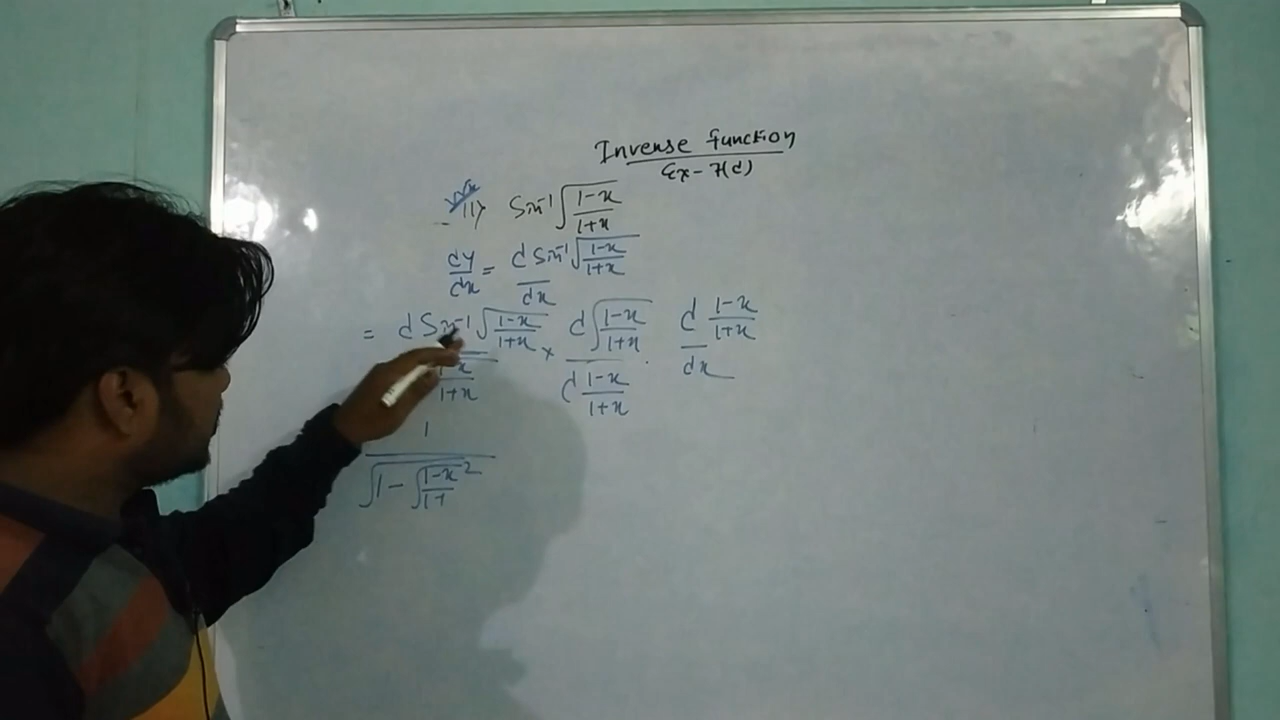 Invense function
Ex-7(d)
11> Sin⁻¹√(1-x/1+x)
dy/dx = d Sin⁻¹√(1-x/1+x) / dx
= d Sin⁻¹√(1-x/1+x) / 1+x × d√(1-x/1+x) / d 1-x/1+x . d 1-x/1+x / dx
1 / √(1-√(1-x/1+)²)